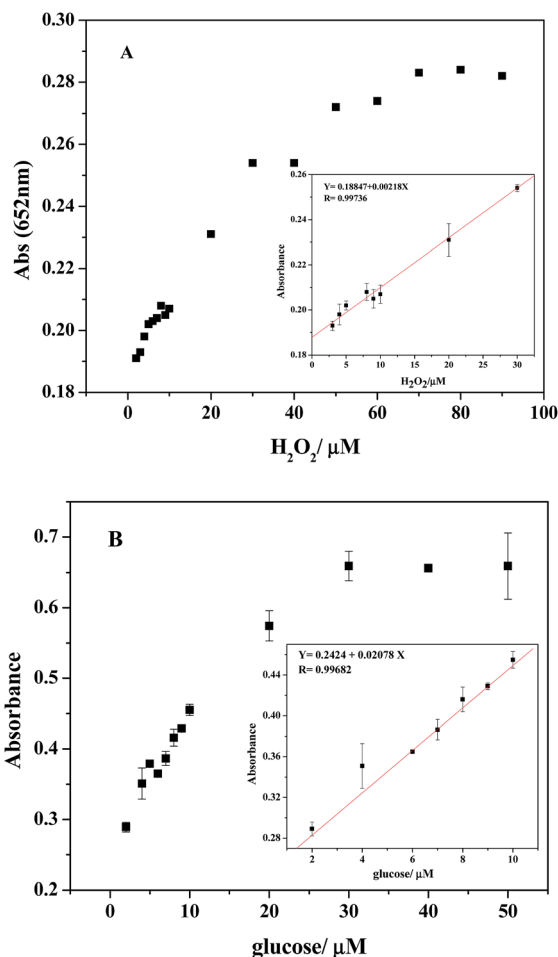 A
Abs (652nm)
0.30
0.28
0.26
0.24
0.22
0.20
0.18
0 20 40 60 80 100
H₂O₂/ μM
Y= 0.18847+0.00218X
R= 0.99736
Absorbance
0.26
0.24
0.22
0.20
0.18
0 5 10 15 20 25 30
H₂O₂/μM
B
Absorbance
0.7
0.6
0.5
0.4
0.3
0.2
0 10 20 30 40 50
glucose/ μM
Y= 0.2424 + 0.02078 X
R= 0.99682
Absorbance
0.44
0.40
0.36
0.32
0.28
2 4 6 8 10
glucose/ μM